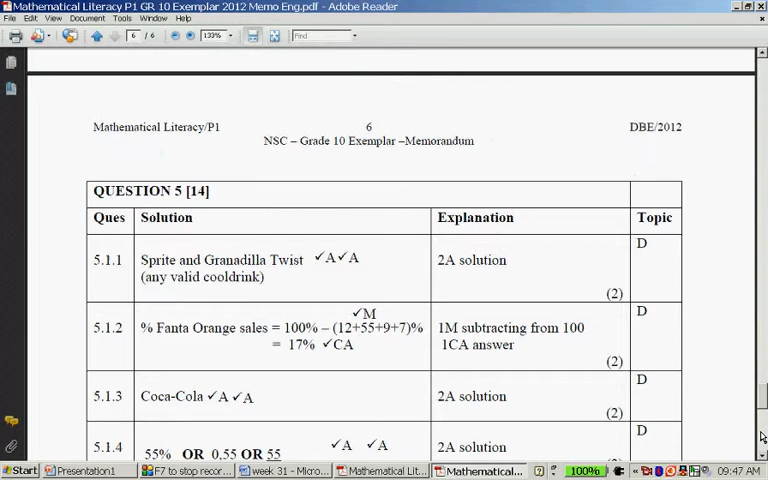 Mathematical Literacy P1 GR 10 Exemplar 2012 Memo Eng.pdf - Adobe Reader
File Edit View Document Tools Window Help
6 / 6 133% Find
Mathematical Literacy/P1 6 DBE/2012
NSC – Grade 10 Exemplar –Memorandum
QUESTION 5 [14]
Ques Solution Explanation Topic
5.1.1 Sprite and Granadilla Twist ✓A✓A 2A solution D
(any valid cooldrink)
(2)
✓M
5.1.2 % Fanta Orange sales = 100% – (12+55+9+7)% 1M subtracting from 100 D
= 17% ✓CA 1CA answer
(2)
5.1.3 Coca-Cola ✓A ✓A 2A solution D
(2)
5.1.4 55% OR 0,55 OR 55 ✓A ✓A 2A solution D
Start Presentation1 F7 to stop recor... week 31 - Micro... Mathematical Lit... Mathematical... 100% 09:47 AM